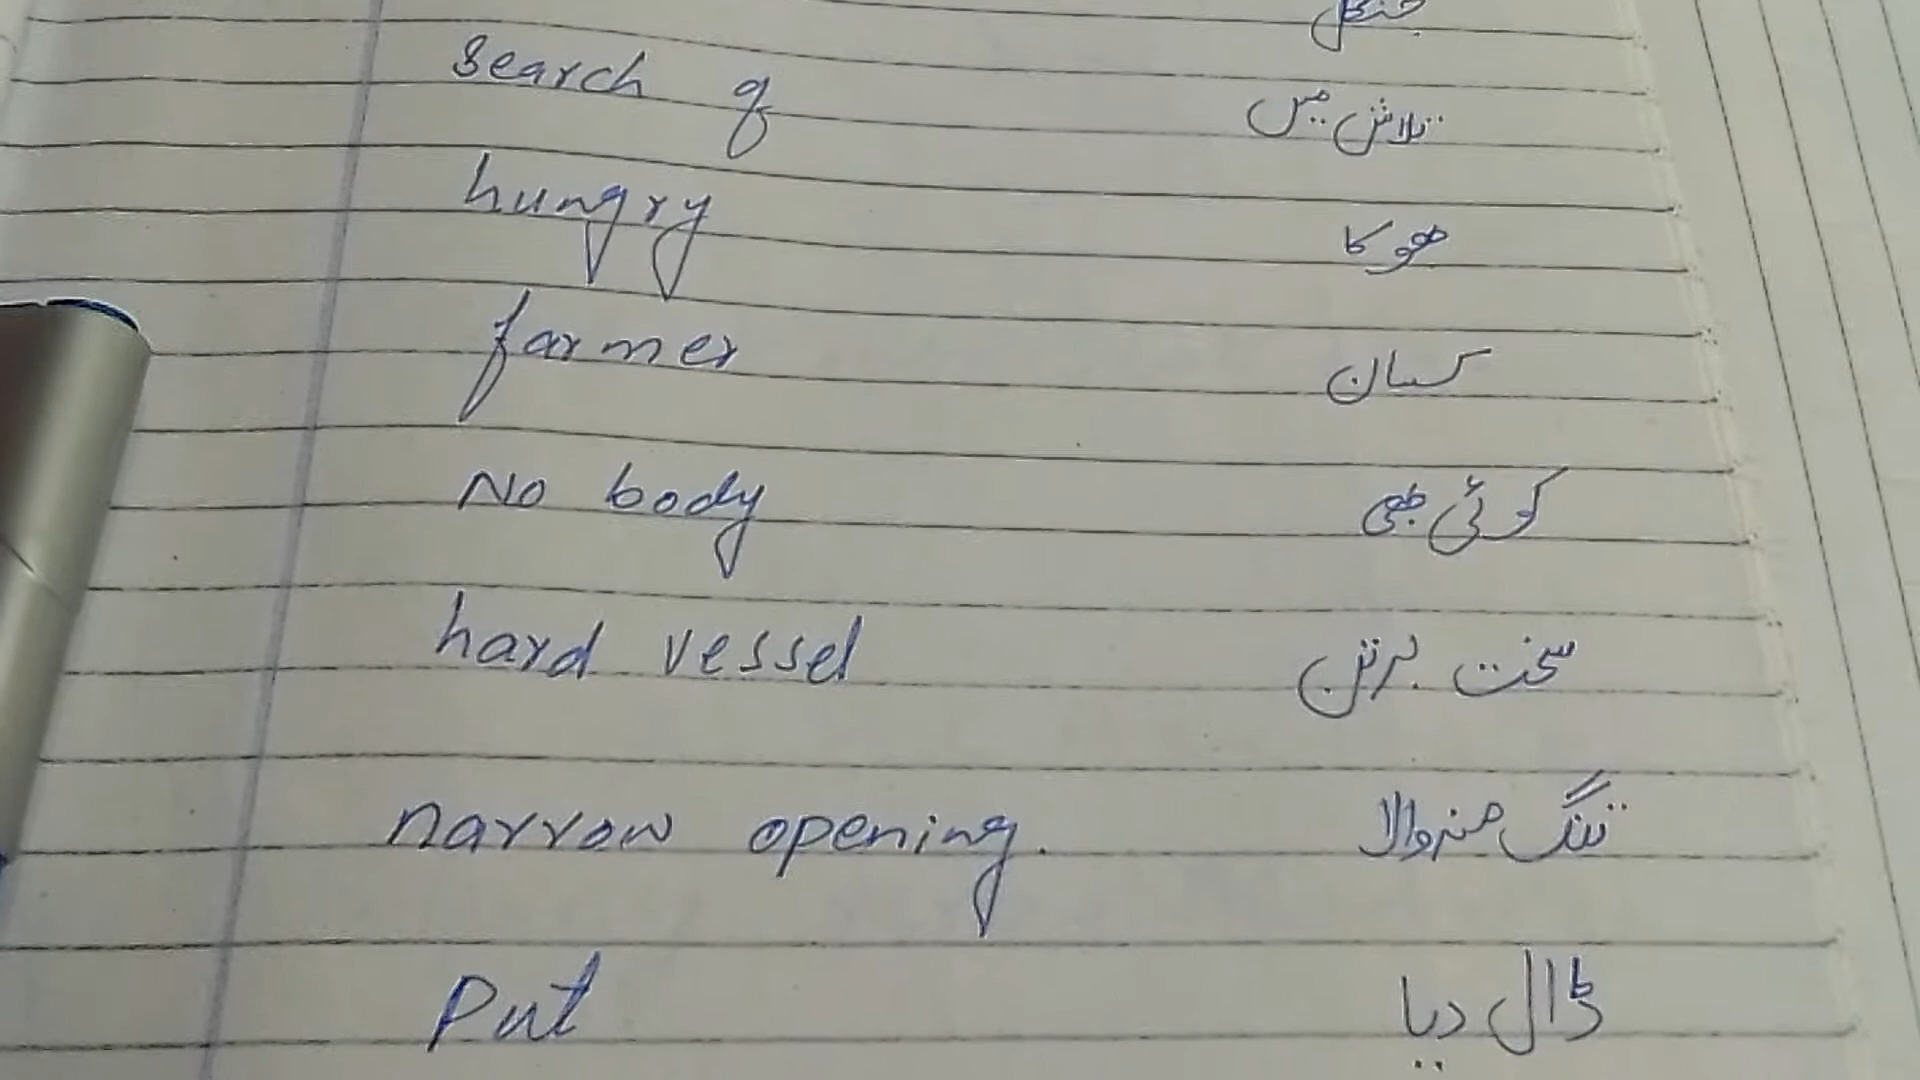 جنگل
Search of تلاش میں
hungry بھوکا
farmer کسان
No body کوئی بھی
hard vessel سخت برتن
narrow opening. تنگ منہ والا
Put ڈال دیا